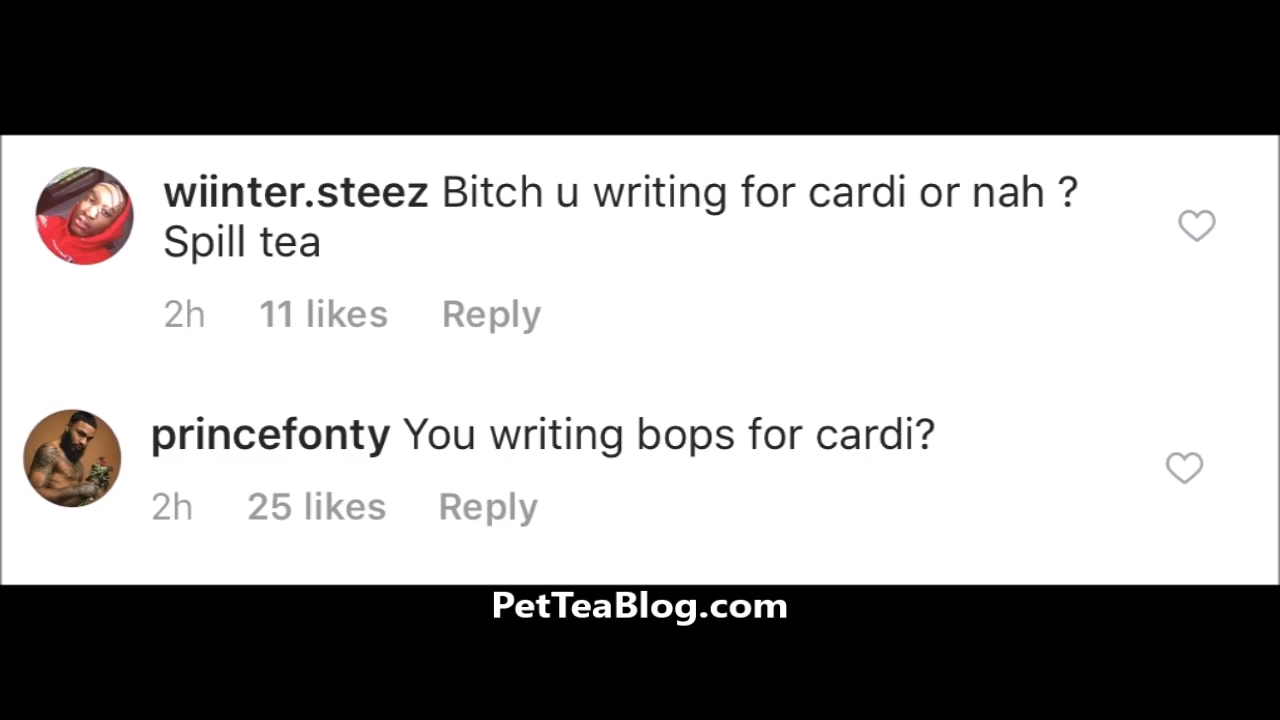 wiinter.steez Bitch u writing for cardi or nah ?
Spill tea
2h 11 likes Reply
princefonty You writing bops for cardi?
2h 25 likes Reply
PetTeaBlog.com